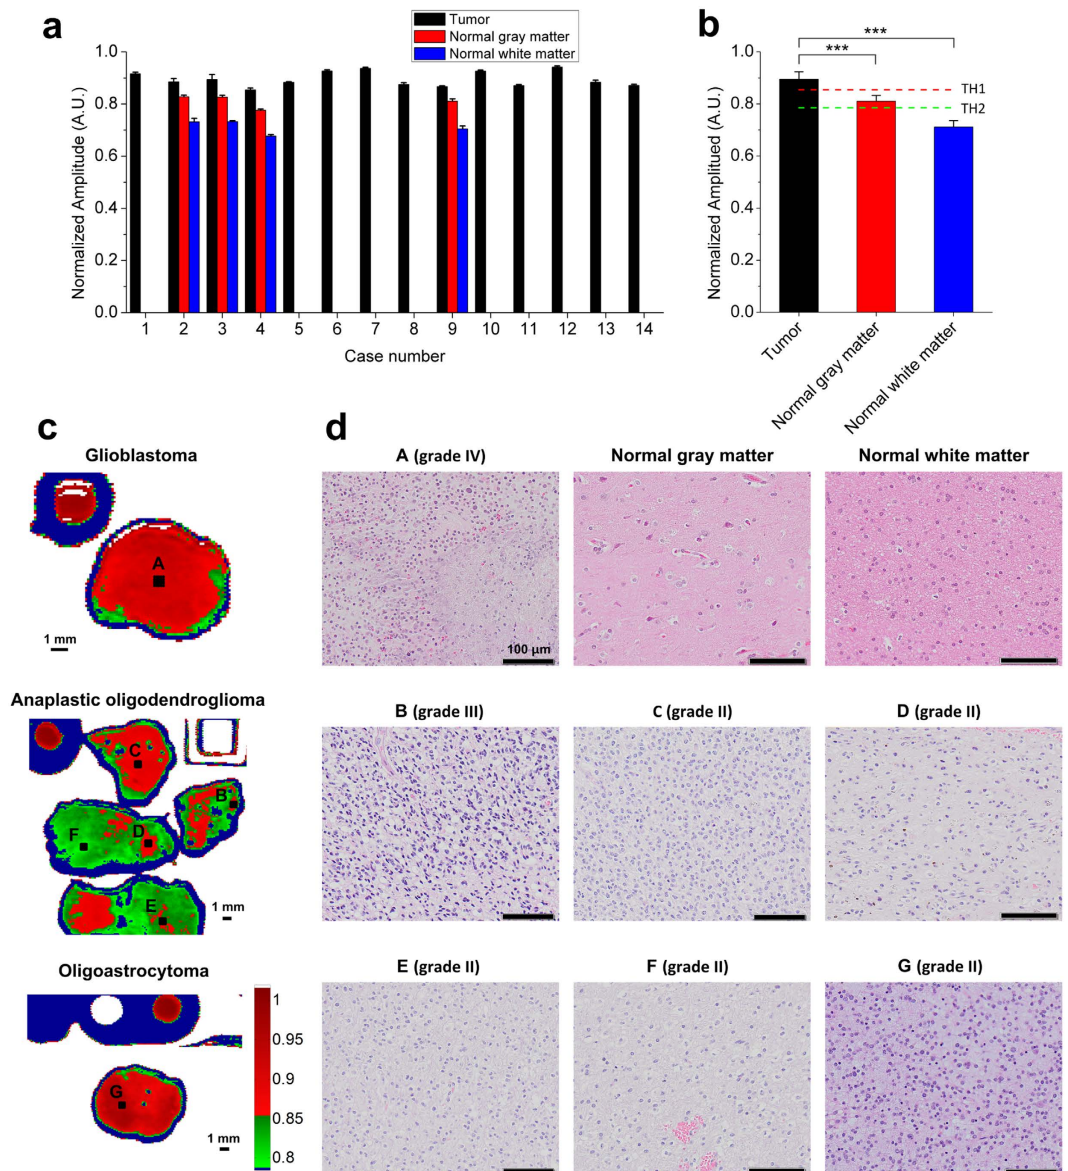 a
Tumor
Normal gray matter
Normal white matter
Normalized Amplitude (A.U.)
1.0
0.8
0.6
0.4
0.2
0.0
1 2 3 4 5 6 7 8 9 10 11 12 13 14
Case number
b
***
***
TH1
TH2
Normalized Amplitued (A.U.)
1.0
0.8
0.6
0.4
0.2
0.0
Tumor
Normal gray matter
Normal white matter
c
Glioblastoma
A
1 mm
Anaplastic oligodendroglioma
C
B
F
D
E
1 mm
Oligoastrocytoma
G
1 mm
1
0.95
0.9
0.85
0.8
d
A (grade IV)
Normal gray matter
Normal white matter
100 µm
B (grade III)
C (grade II)
D (grade II)
E (grade II)
F (grade II)
G (grade II)